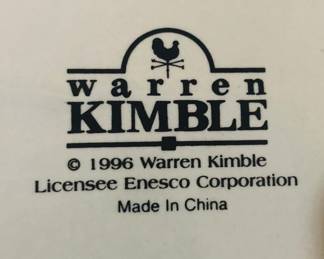 warren
KIMBLE
© 1996 Warren Kimble
Licensee Enesco Corporation
Made In China